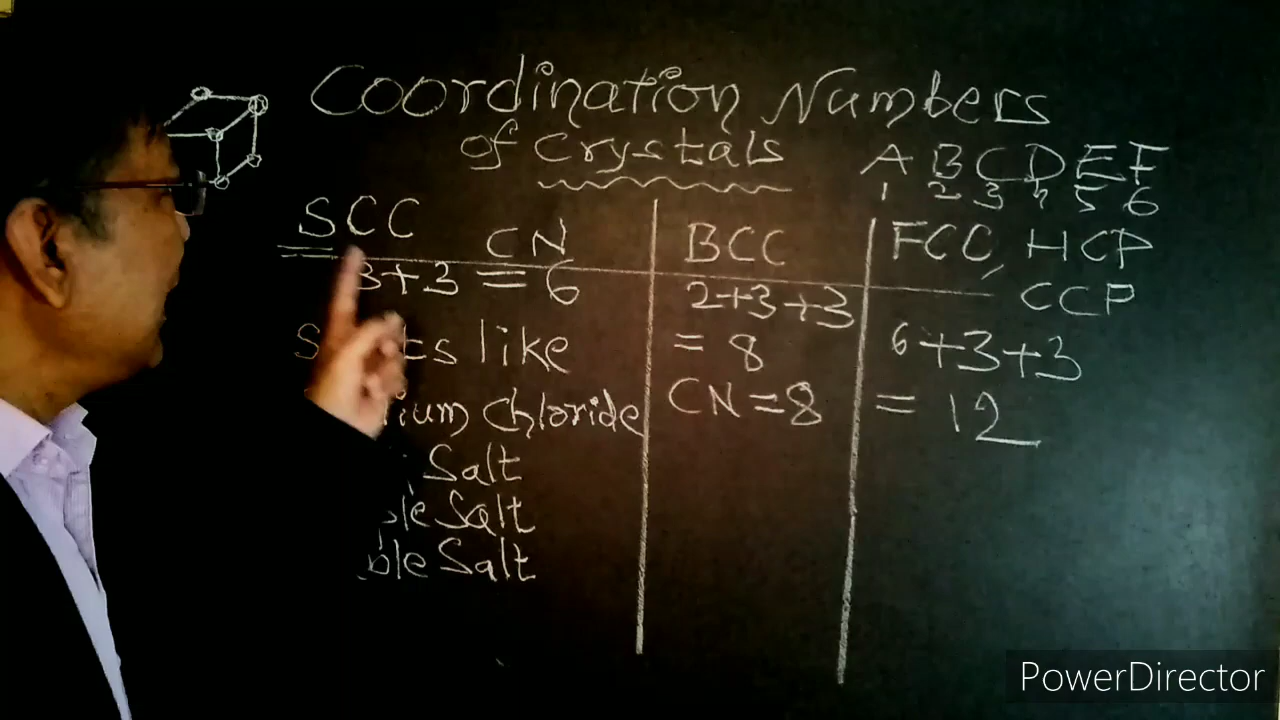 Coordination Numbers
of Crystals
A B C D E F
1 2 3 4 5 6
SCC CN
3+3 = 6
like
Chloride
Salt
Salt
Salt
BCC
2+3+3
= 8
CN=8
FCC, HCP
CCP
6+3+3
= 12
PowerDirector